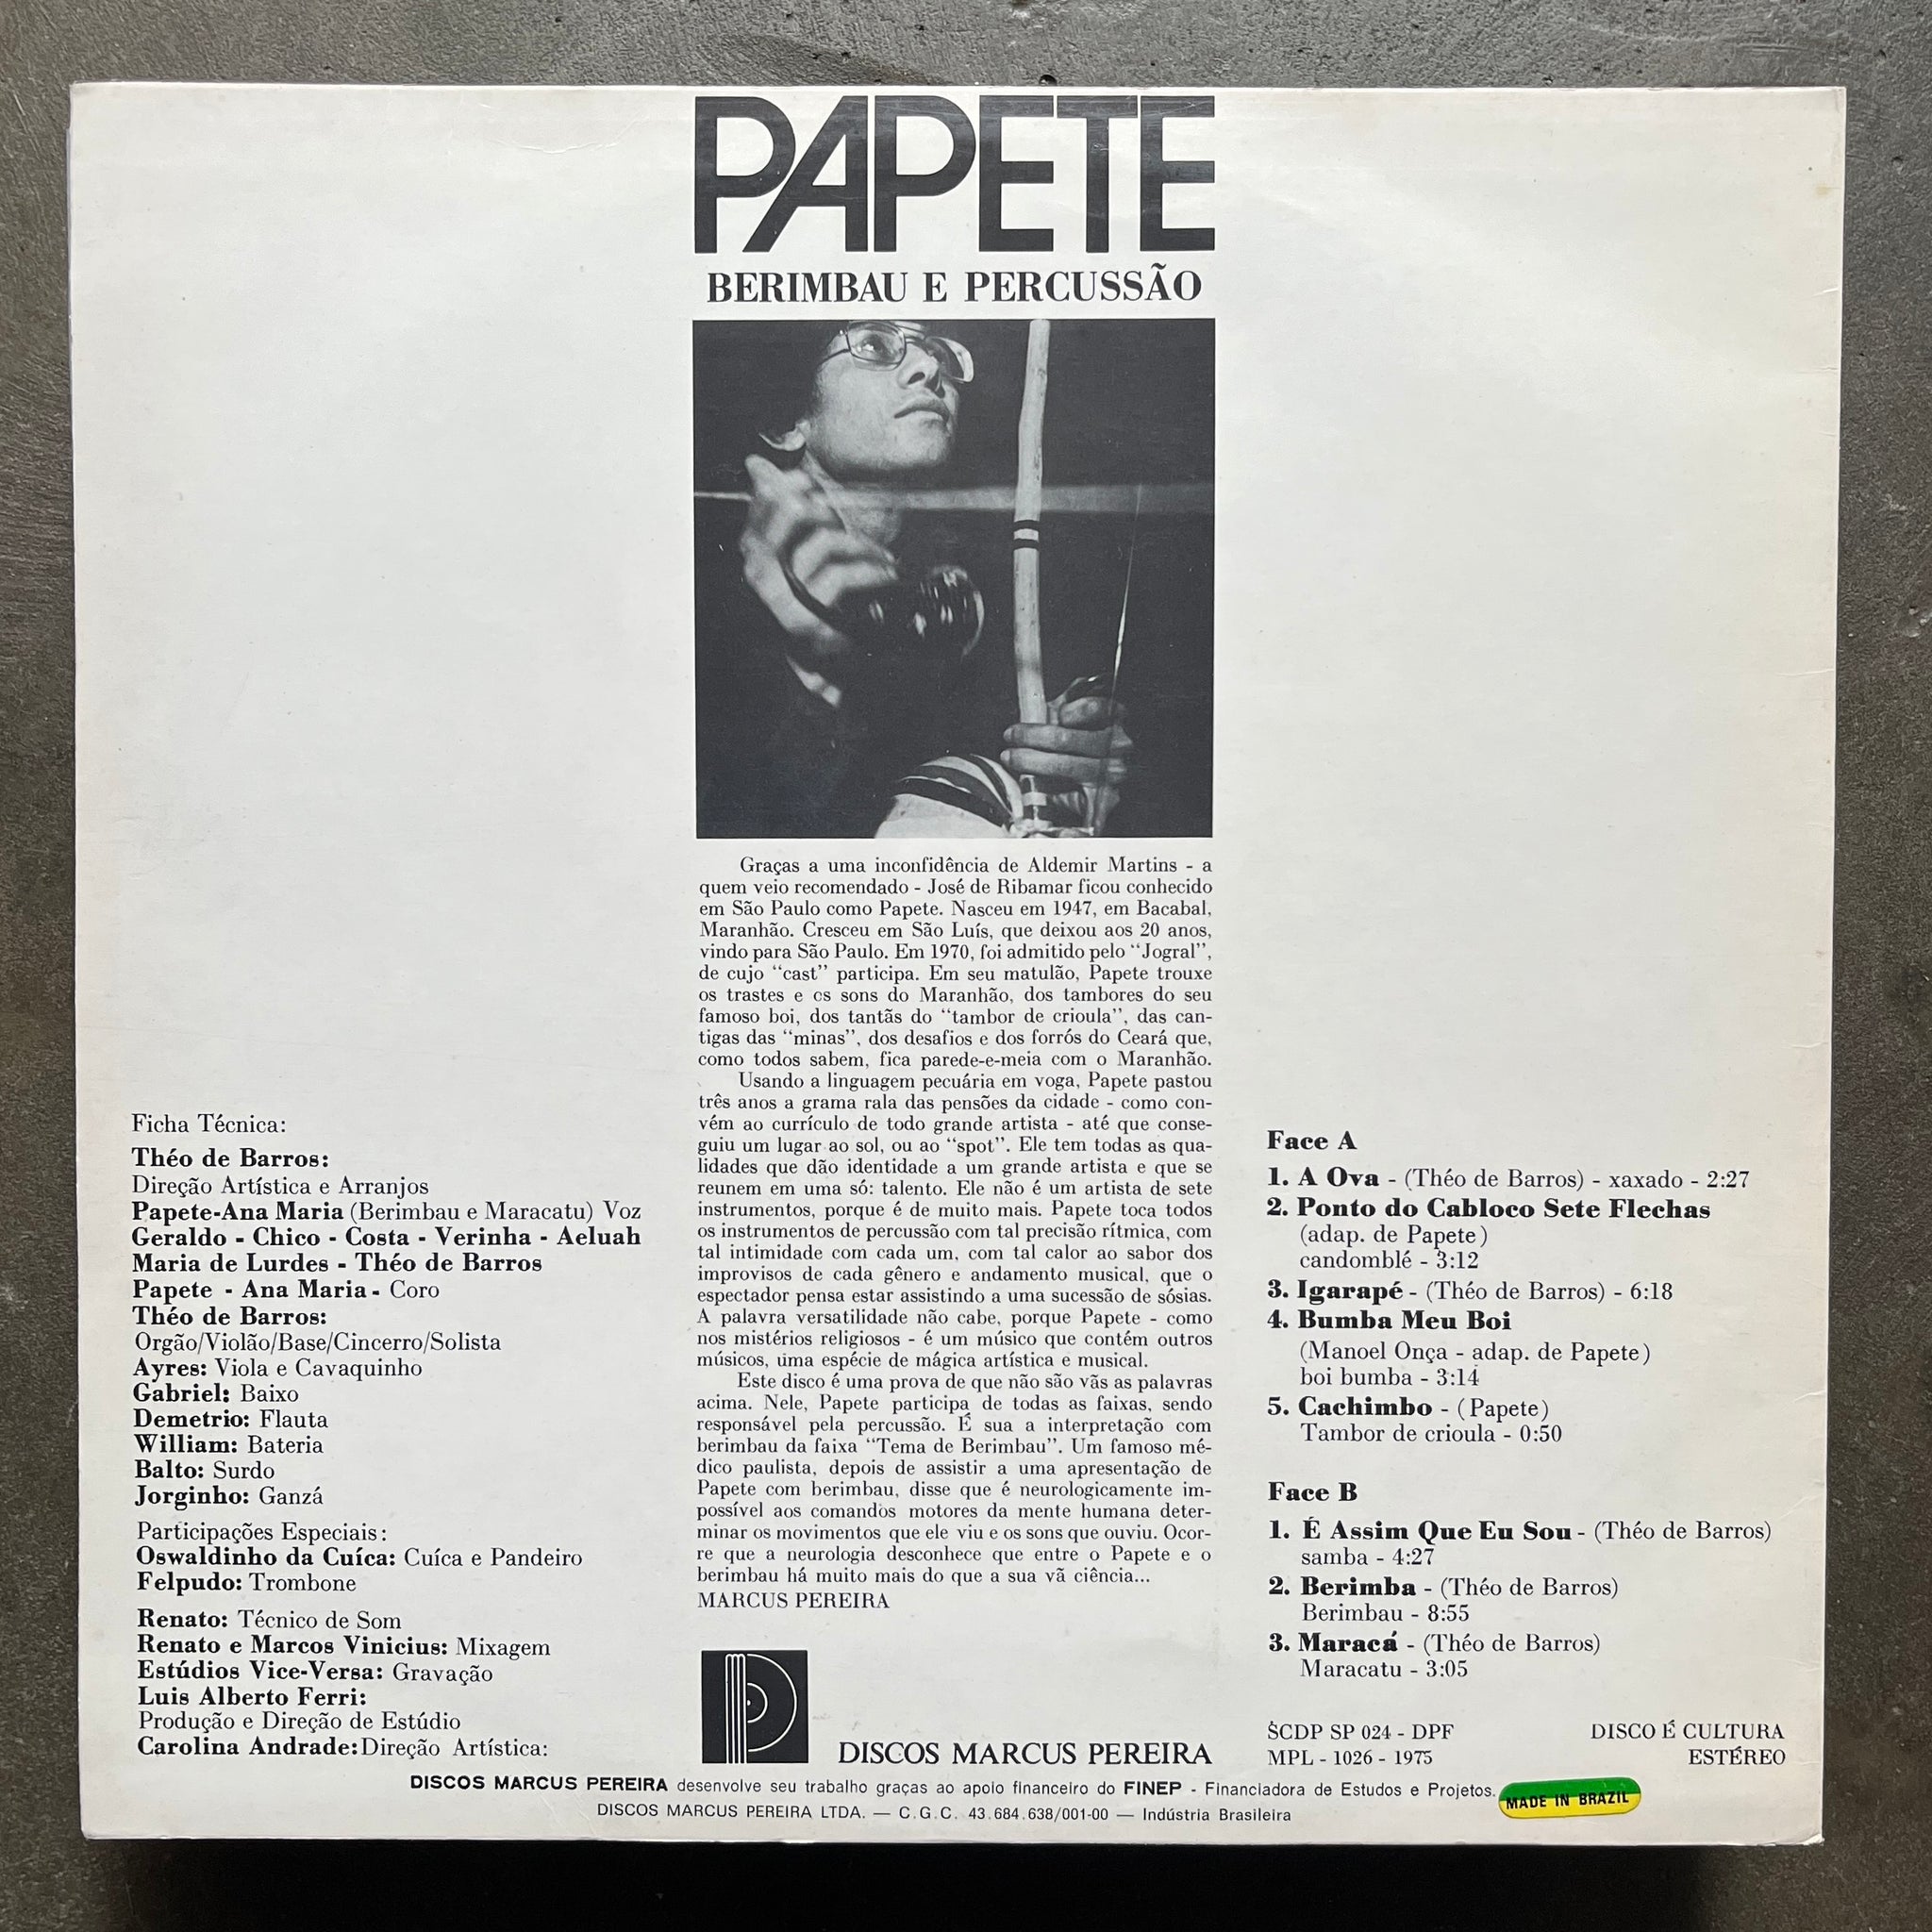 PAPETE
BERIMBAU E PERCUSSÃO
Graças a uma inconfidência de Aldemir Martins - a
quem veio recomendado - José de Ribamar ficou conhecido
em São Paulo como Papete. Nasceu em 1947, em Bacabal,
Maranhão. Cresceu em São Luís, que deixou aos 20 anos,
vindo para São Paulo. Em 1970, foi admitido pelo “Jogral”,
de cujo “cast” participa. Em seu matulão, Papete trouxe
os trastes e os sons do Maranhão, dos tambores do seu
famoso boi, dos tantãs do “tambor de crioula”, das can-
tigas das “minas”, dos desafios e dos forrós do Ceará que,
como todos sabem, fica parede-e-meia com o Maranhão.
Usando a linguagem pecuária em voga, Papete pastou
três anos a grama rala das pensões da cidade - como con-
vém ao currículo de todo grande artista - até que conse-
guiu um lugar ao sol, ou ao “spot”. Ele tem todas as qua-
lidades que dão identidade a um grande artista e que se
reunem em uma só: talento. Ele não é um artista de sete
instrumentos, porque é de muito mais. Papete toca todos
os instrumentos de percussão com tal precisão rítmica, com
tal intimidade com cada um, com tal calor ao sabor dos
improvisos de cada gênero e andamento musical, que o
espectador pensa estar assistindo a uma sucessão de sósias.
A palavra versatilidade não cabe, porque Papete - como
nos mistérios religiosos - é um músico que contém outros
músicos, uma espécie de mágica artística e musical.
Este disco é uma prova de que não são vãs as palavras
acima. Nele, Papete participa de todas as faixas, sendo
responsável pela percussão. É sua a interpretação com
berimbau da faixa “Tema de Berimbau”. Um famoso mé-
dico paulista, depois de assistir a uma apresentação de
Papete com berimbau, disse que é neurologicamente im-
possível aos comandos motores da mente humana deter-
minar os movimentos que ele viu e os sons que ouviu. Ocor-
re que a neurologia desconhece que entre o Papete e o
berimbau há muito mais do que a sua vã ciência...
MARCUS PEREIRA
Ficha Técnica:
Théo de Barros:
Direção Artística e Arranjos
Papete-Ana Maria (Berimbau e Maracatu) Voz
Geraldo - Chico - Costa - Verinha - Aeluah
Maria de Lurdes - Théo de Barros
Papete - Ana Maria - Coro
Théo de Barros:
Orgão/Violão/Base/Cincerro/Solista
Ayres: Viola e Cavaquinho
Gabriel: Baixo
Demetrio: Flauta
William: Bateria
Balto: Surdo
Jorginho: Ganzá
Participações Especiais:
Oswaldinho da Cuíca: Cuíca e Pandeiro
Felpudo: Trombone
Renato: Técnico de Som
Renato e Marcos Vinicius: Mixagem
Estúdios Vice-Versa: Gravação
Luis Alberto Ferri:
Produção e Direção de Estúdio
Carolina Andrade: Direção Artística:
Face A
1. A Ova - (Théo de Barros) - xaxado - 2:27
2. Ponto do Cabloco Sete Flechas
(adap. de Papete)
candomblé - 3:12
3. Igarapé - (Théo de Barros) - 6:18
4. Bumba Meu Boi
(Manoel Onça - adap. de Papete)
boi bumba - 3:14
5. Cachimbo - (Papete)
Tambor de crioula - 0:50
Face B
1. É Assim Que Eu Sou - (Théo de Barros)
samba - 4:27
2. Berimba - (Théo de Barros)
Berimbau - 8:55
3. Maracá - (Théo de Barros)
Maracatu - 3:05
SCDP SP 024 - DPF
MPL - 1026 - 1975
DISCO É CULTURA
ESTÉREO
DISCOS MARCUS PEREIRA
DISCOS MARCUS PEREIRA desenvolve seu trabalho graças ao apoio financeiro do FINEP - Financiadora de Estudos e Projetos.
DISCOS MARCUS PEREIRA LTDA. — C.G.C. 43.684.638/001-00 — Indústria Brasileira
MADE IN BRAZIL